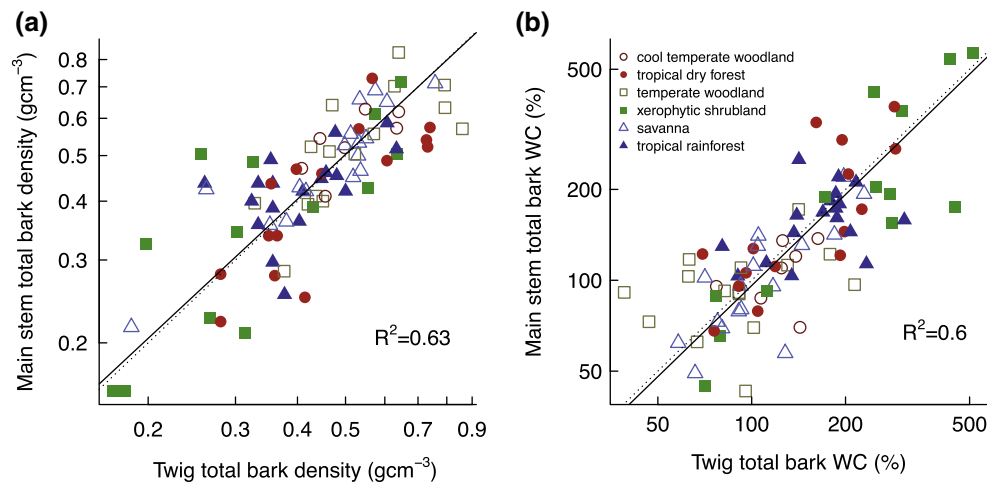 (a)
Main stem total bark density (gcm⁻³)
0.8
0.7
0.6
0.5
0.4
0.3
0.2
R²=0.63
0.2 0.3 0.4 0.5 0.7 0.9
Twig total bark density (gcm⁻³)
(b)
Main stem total bark WC (%)
500
200
100
50
cool temperate woodland
tropical dry forest
temperate woodland
xerophytic shrubland
savanna
tropical rainforest
R²=0.6
50 100 200 500
Twig total bark WC (%)